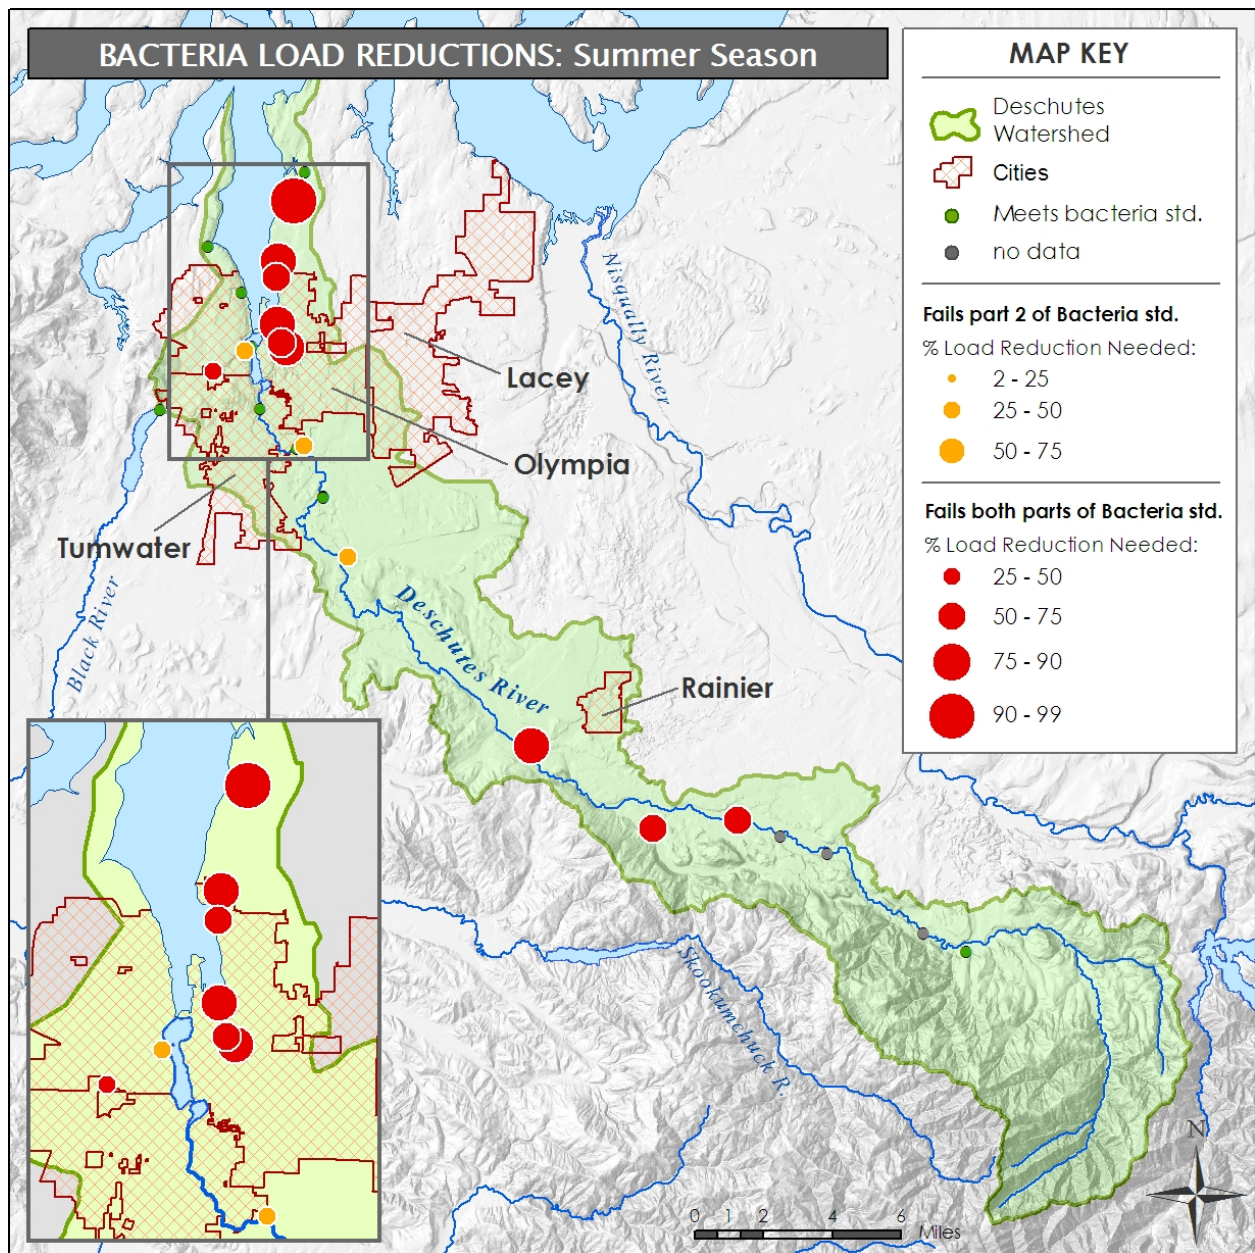 BACTERIA LOAD REDUCTIONS: Summer Season
MAP KEY
Deschutes
Watershed
Cities
Meets bacteria std.
no data
Fails part 2 of Bacteria std.
% Load Reduction Needed:
2 - 25
25 - 50
50 - 75
Fails both parts of Bacteria std.
% Load Reduction Needed:
25 - 50
50 - 75
75 - 90
90 - 99
Nisqually River
Lacey
Olympia
Tumwater
Black River
Deschutes River
Rainier
Skookumchuck R.
N
0 1 2 4 6
Miles